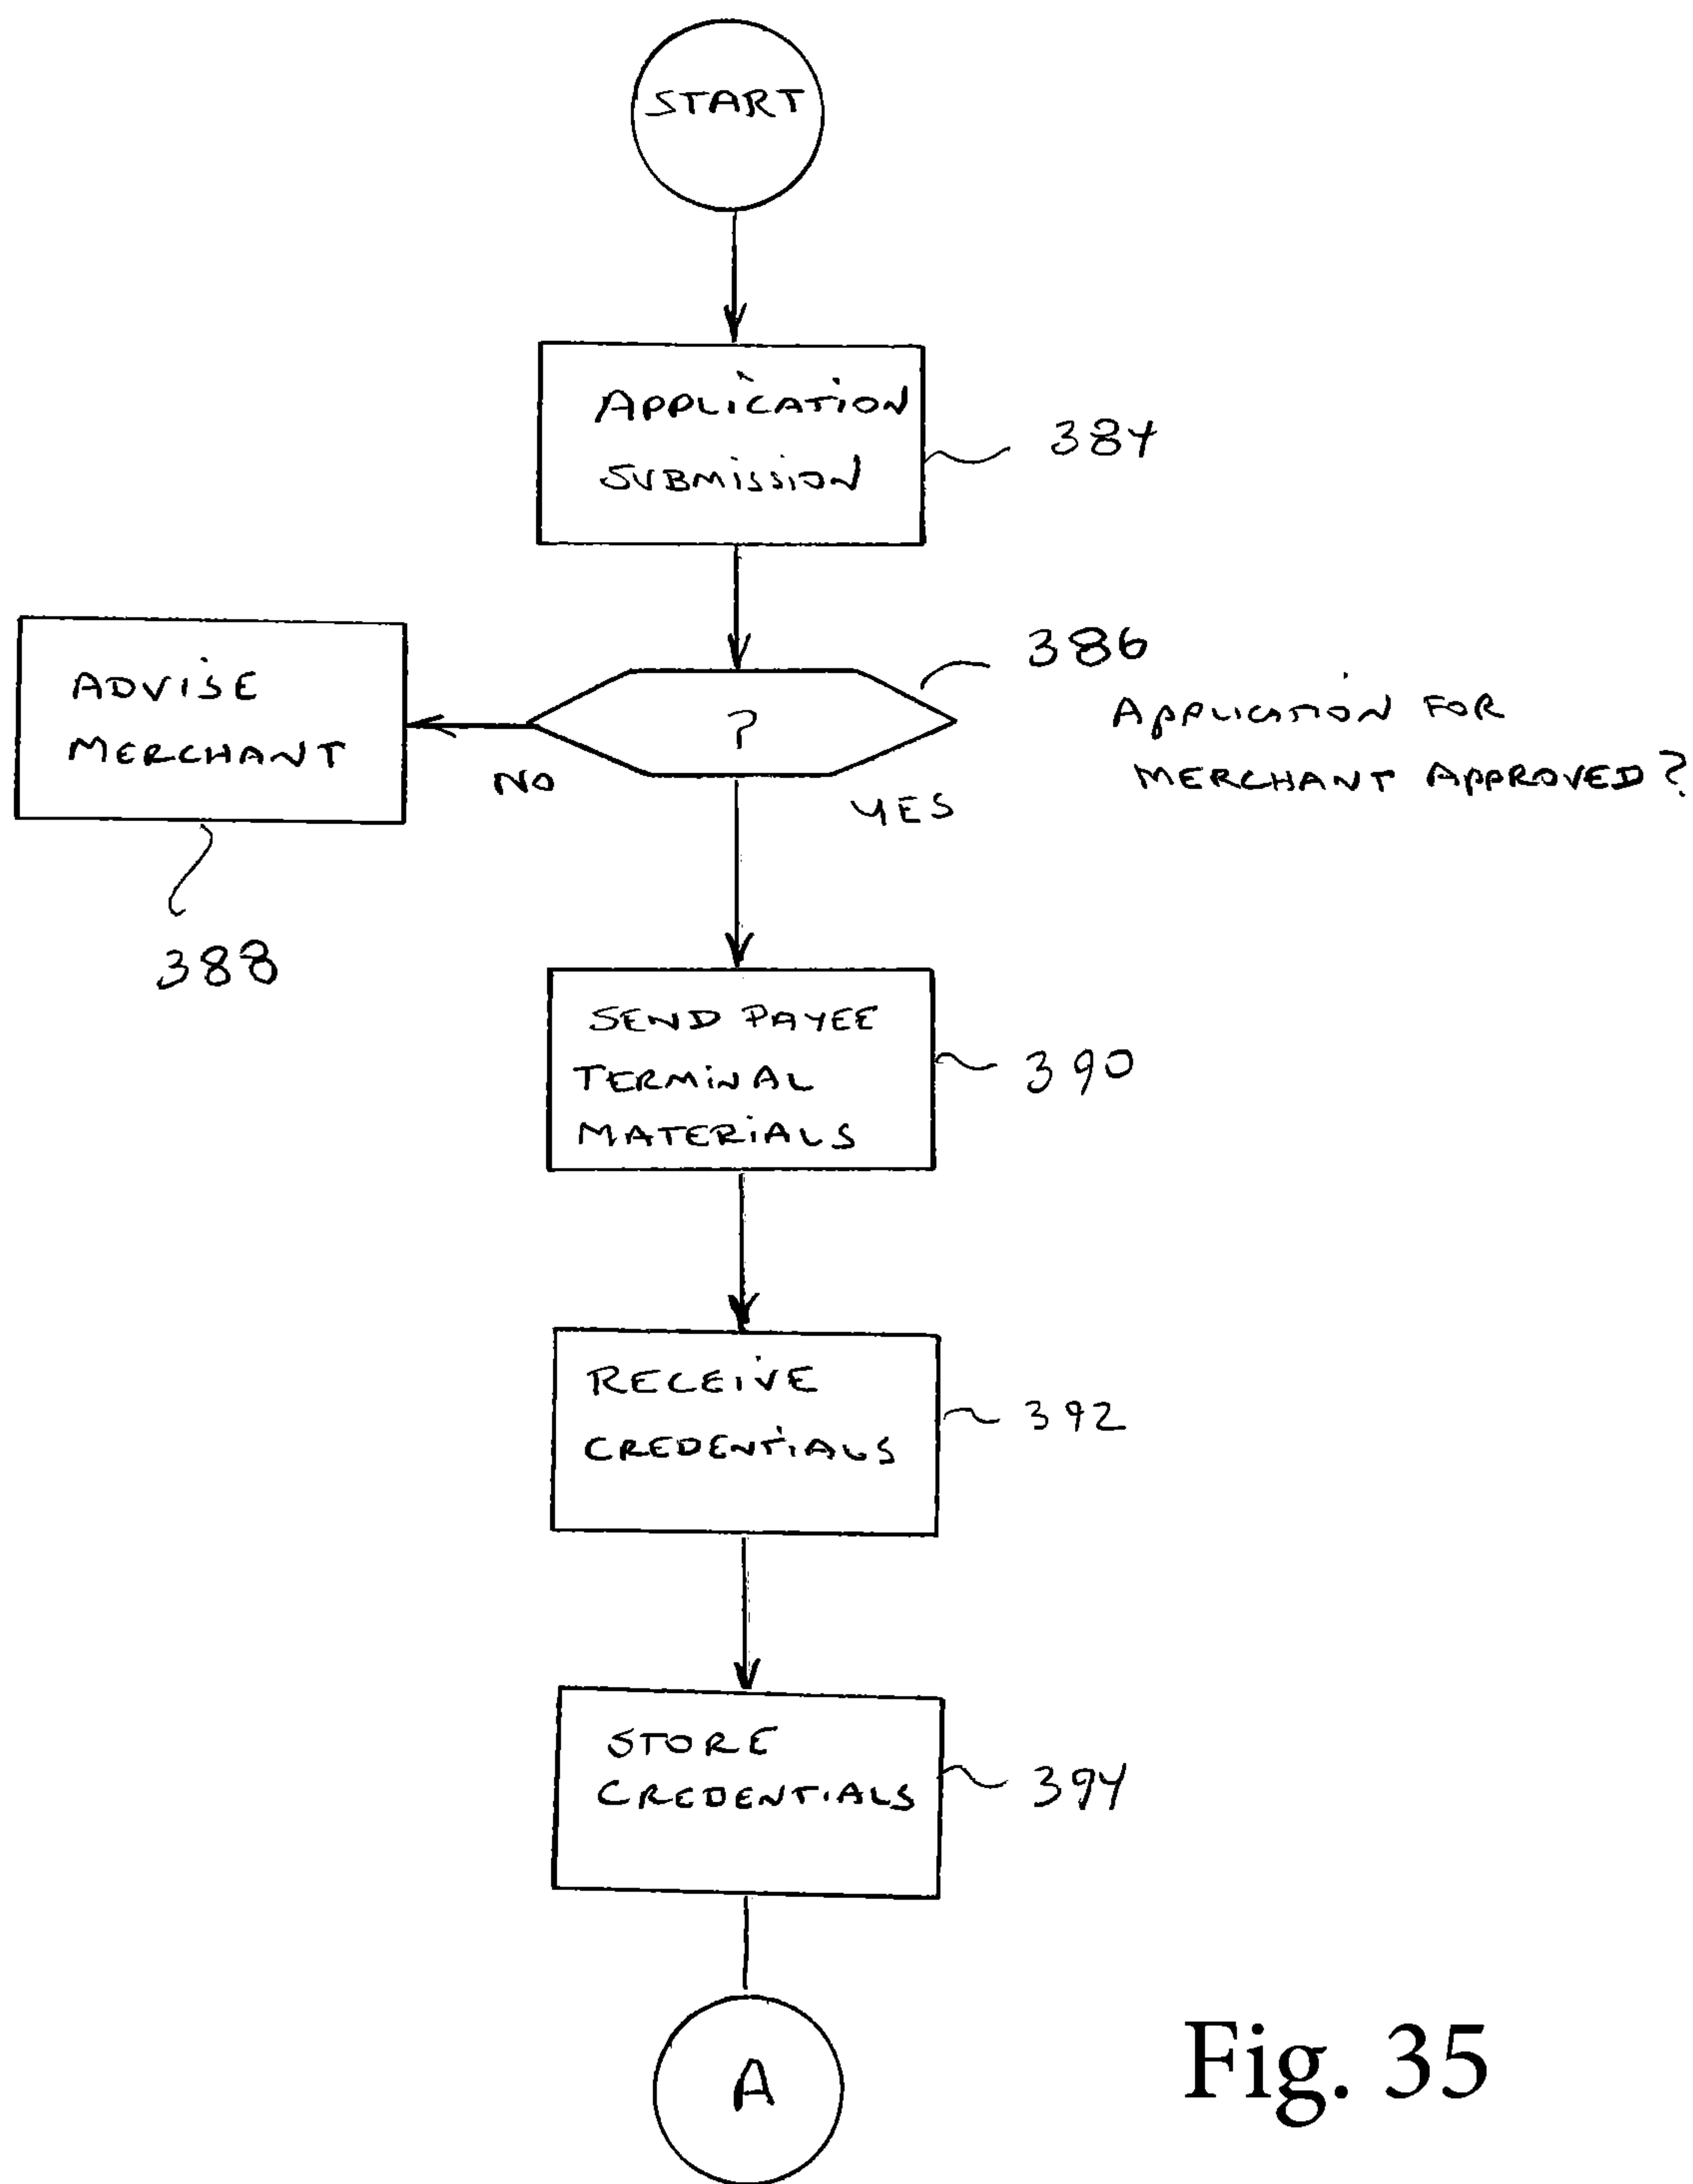 START
APPLICATION
SUBMISSION
384
386
APPLICATION FOR
MERCHANT APPROVED?
?
ADVISE
MERCHANT
NO
YES
388
SEND PAYEE
TERMINAL
MATERIALS
390
RECEIVE
CREDENTIALS
392
STORE
CREDENTIALS
394
A
Fig. 35